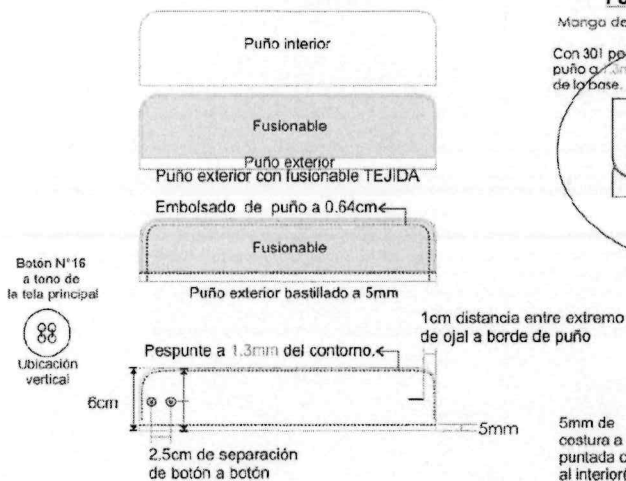 Puño interior
Fusionable
Puño exterior
Puño exterior con fusionable TEJIDA
Embolsado de puño a 0.64cm
Fusionable
Puño exterior bastillado a 5mm
Botón N°16
a tono de
la tela principal
Ubicación
vertical
Pespunte a 1.3mm del contorno.
1cm distancia entre extremo
de ojal a borde de puño
6cm
5mm
2.5cm de separación
de botón a botón
Manga de
Con 301
puño a
de la base.
5mm de
costura a
puntada
al interior